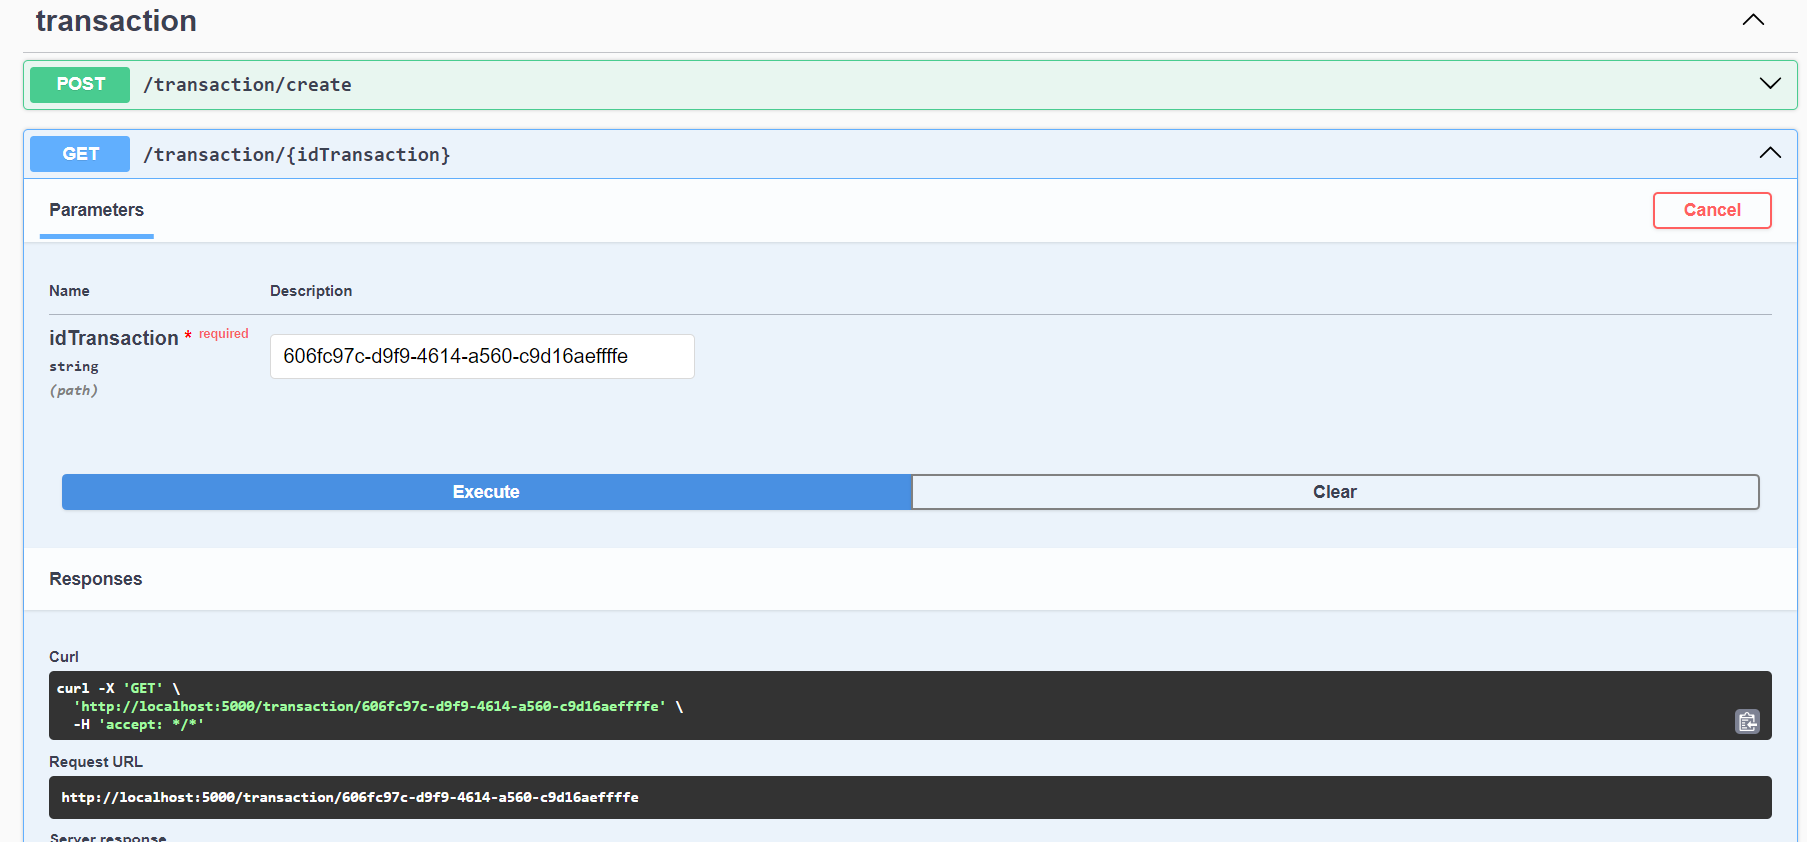 transaction
POST /transaction/create
GET /transaction/{idTransaction}
Parameters
Cancel
Name Description
idTransaction * required
string
(path)
606fc97c-d9f9-4614-a560-c9d16aeffffe
Execute Clear
Responses
Curl
curl -X 'GET' \
'http://localhost:5000/transaction/606fc97c-d9f9-4614-a560-c9d16aeffffe' \
-H 'accept: */*'
Request URL
http://localhost:5000/transaction/606fc97c-d9f9-4614-a560-c9d16aeffffe
Server response